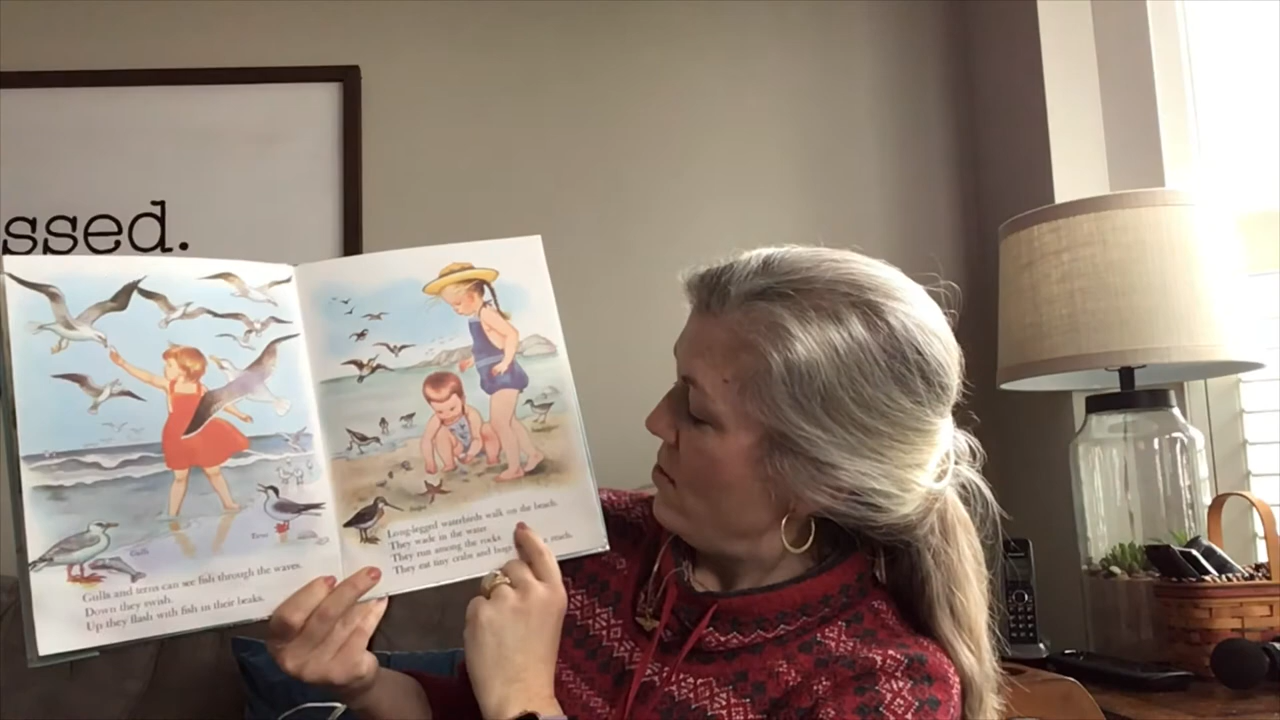 ssed.
Gulls
Terns
Gulls and terns can see fish through the waves.
Down they swish.
Up they flash with fish in their beaks.
Long-legged waterbirds walk on the beach.
They wade in the water.
They run among the rocks.
They eat tiny crabs and bugs reach.